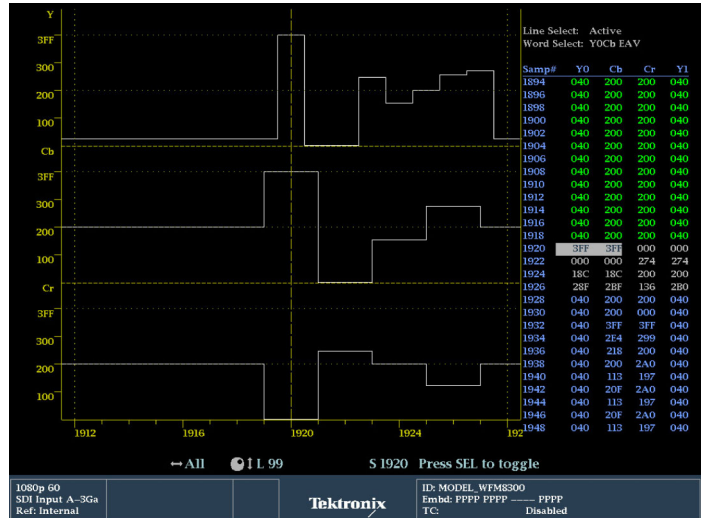 Y
3FF
300
200
100
Cb
3FF
300
200
100
Cr
3FF
300
200
100
1912 1916 1920 1924 192
Line Select: Active
Word Select: Y0Cb EAV
Samp# Y0 Cb Cr Y1
1894 040 200 200 040
1896 040 200 200 040
1898 040 200 200 040
1900 040 200 200 040
1902 040 200 200 040
1904 040 200 200 040
1906 040 200 200 040
1908 040 200 200 040
1910 040 200 200 040
1912 040 200 200 040
1914 040 200 200 040
1916 040 200 200 040
1918 040 200 200 040
1920 3FF 3FF 000 000
1922 000 000 274 274
1924 18C 18C 200 200
1926 28F 2BF 136 2B0
1928 040 200 200 040
1930 040 200 000 040
1932 040 3FF 3FF 040
1934 040 2E4 299 040
1936 040 218 200 040
1938 040 200 2A0 040
1940 040 113 197 040
1942 040 20F 2A0 040
1944 040 113 197 040
1946 040 20F 2A0 040
1948 040 113 197 040
↔All ↕L 99 S 1920 Press SEL to toggle
1080p 60
SDI Input A–3Ga
Ref: Internal
Tektronix
ID: MODEL_WFM8300
Embd: PPPP PPPP –––– PPPP
TC: Disabled